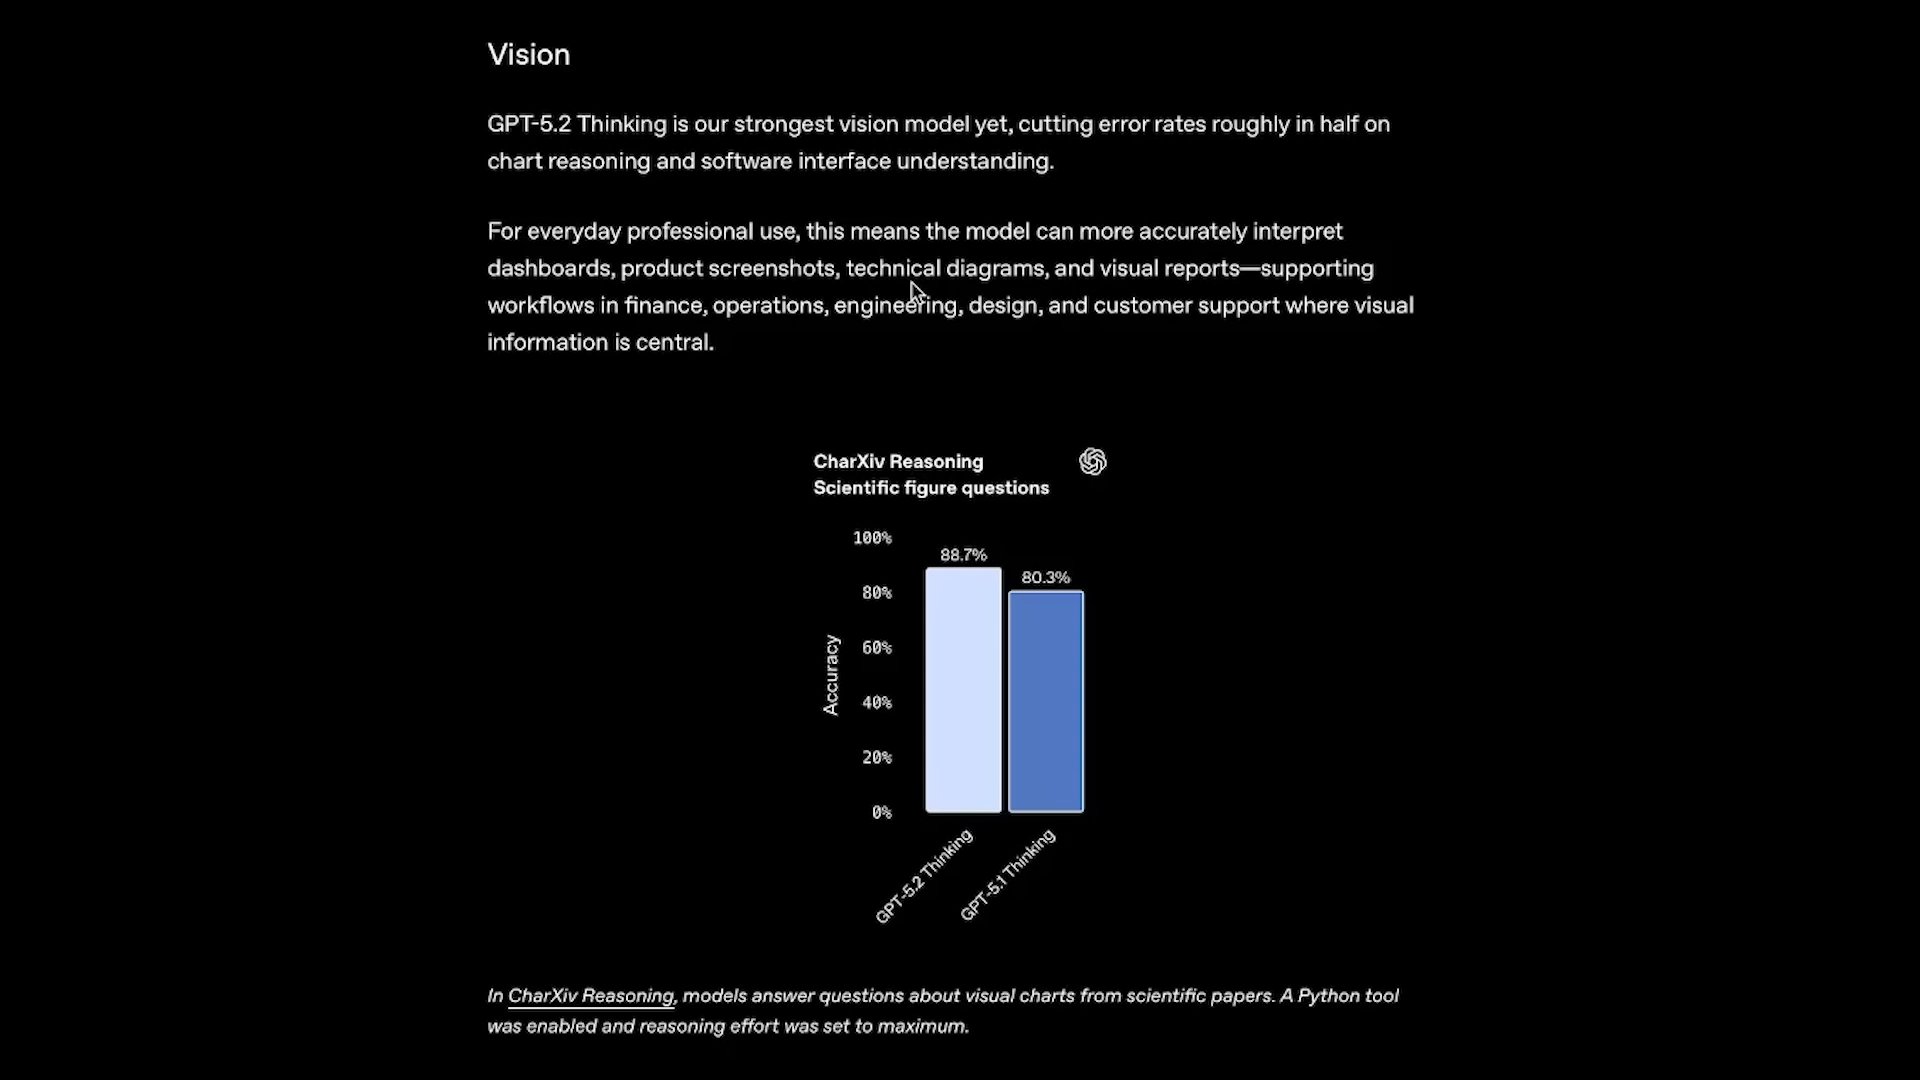 Vision
GPT-5.2 Thinking is our strongest vision model yet, cutting error rates roughly in half on
chart reasoning and software interface understanding.
For everyday professional use, this means the model can more accurately interpret
dashboards, product screenshots, technical diagrams, and visual reports—supporting
workflows in finance, operations, engineering, design, and customer support where visual
information is central.
CharXiv Reasoning
Scientific figure questions
100%
80%
60%
40%
20%
0%
Accuracy
88.7%
80.3%
GPT-5.2 Thinking
GPT-5.1 Thinking
In CharXiv Reasoning, models answer questions about visual charts from scientific papers. A Python tool
was enabled and reasoning effort was set to maximum.